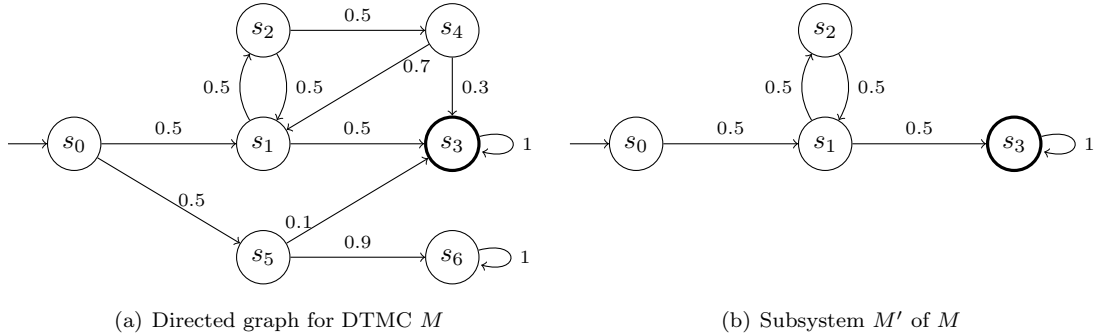 s2 0.5 s4
0.7
0.5 0.5 0.3
s0 0.5 s1 0.5 s3 1
0.5
0.1
s5 0.9 s6 1
(a) Directed graph for DTMC M
s2
0.5 0.5
s0 0.5 s1 0.5 s3 1
(b) Subsystem M′ of M